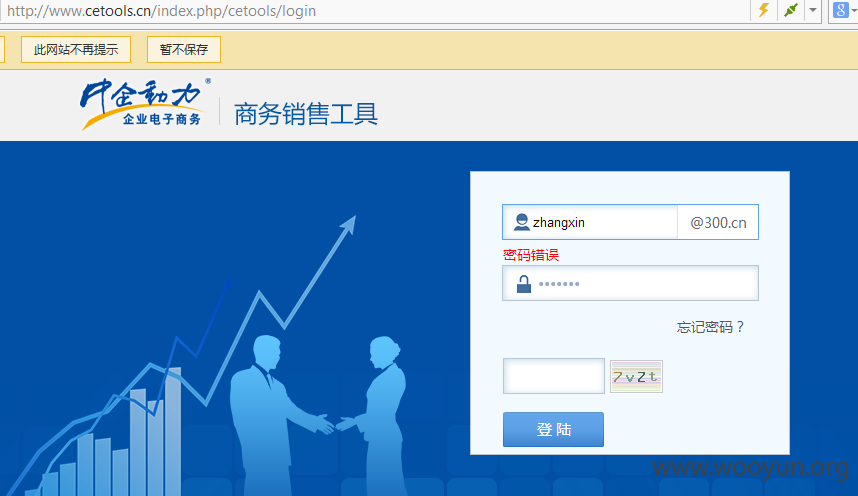 http://www.cetools.cn/index.php/cetools/login
此网站不再提示
暂不保存
中企动力®
企业电子商务
商务销售工具
zhangxin
@300.cn
密码错误
•••••••
忘记密码？
7vZt
登陆
www.wooyun.org